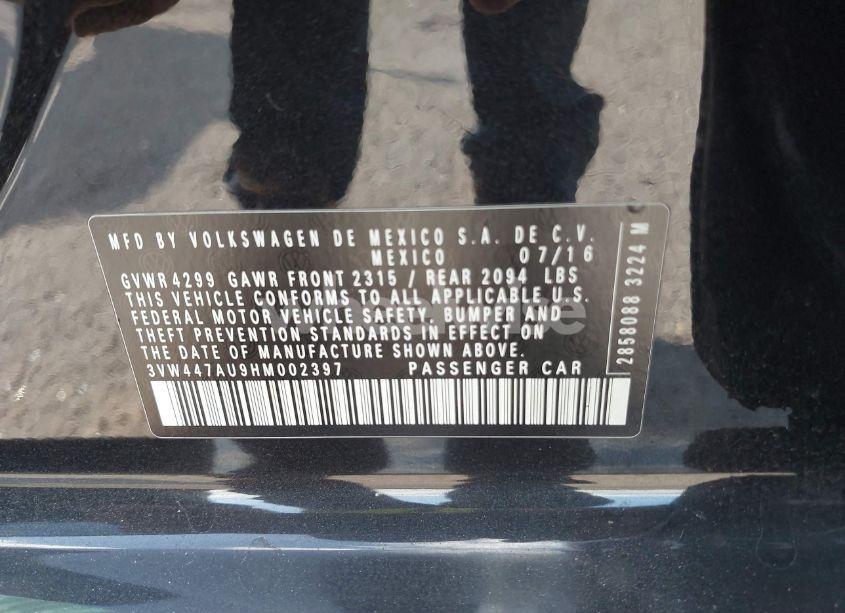 MFD BY VOLKSWAGEN DE MEXICO S.A. DE C.V.
MEXICO 07/16
GVWR 4299 GAWR FRONT 2315 / REAR 2094 LBS
THIS VEHICLE CONFORMS TO ALL APPLICABLE U.S.
FEDERAL MOTOR VEHICLE SAFETY, BUMPER AND
THEFT PREVENTION STANDARDS IN EFFECT ON
THE DATE OF MANUFACTURE SHOWN ABOVE.
3VW447AU9HM002397 PASSENGER CAR
2858088 3224 M